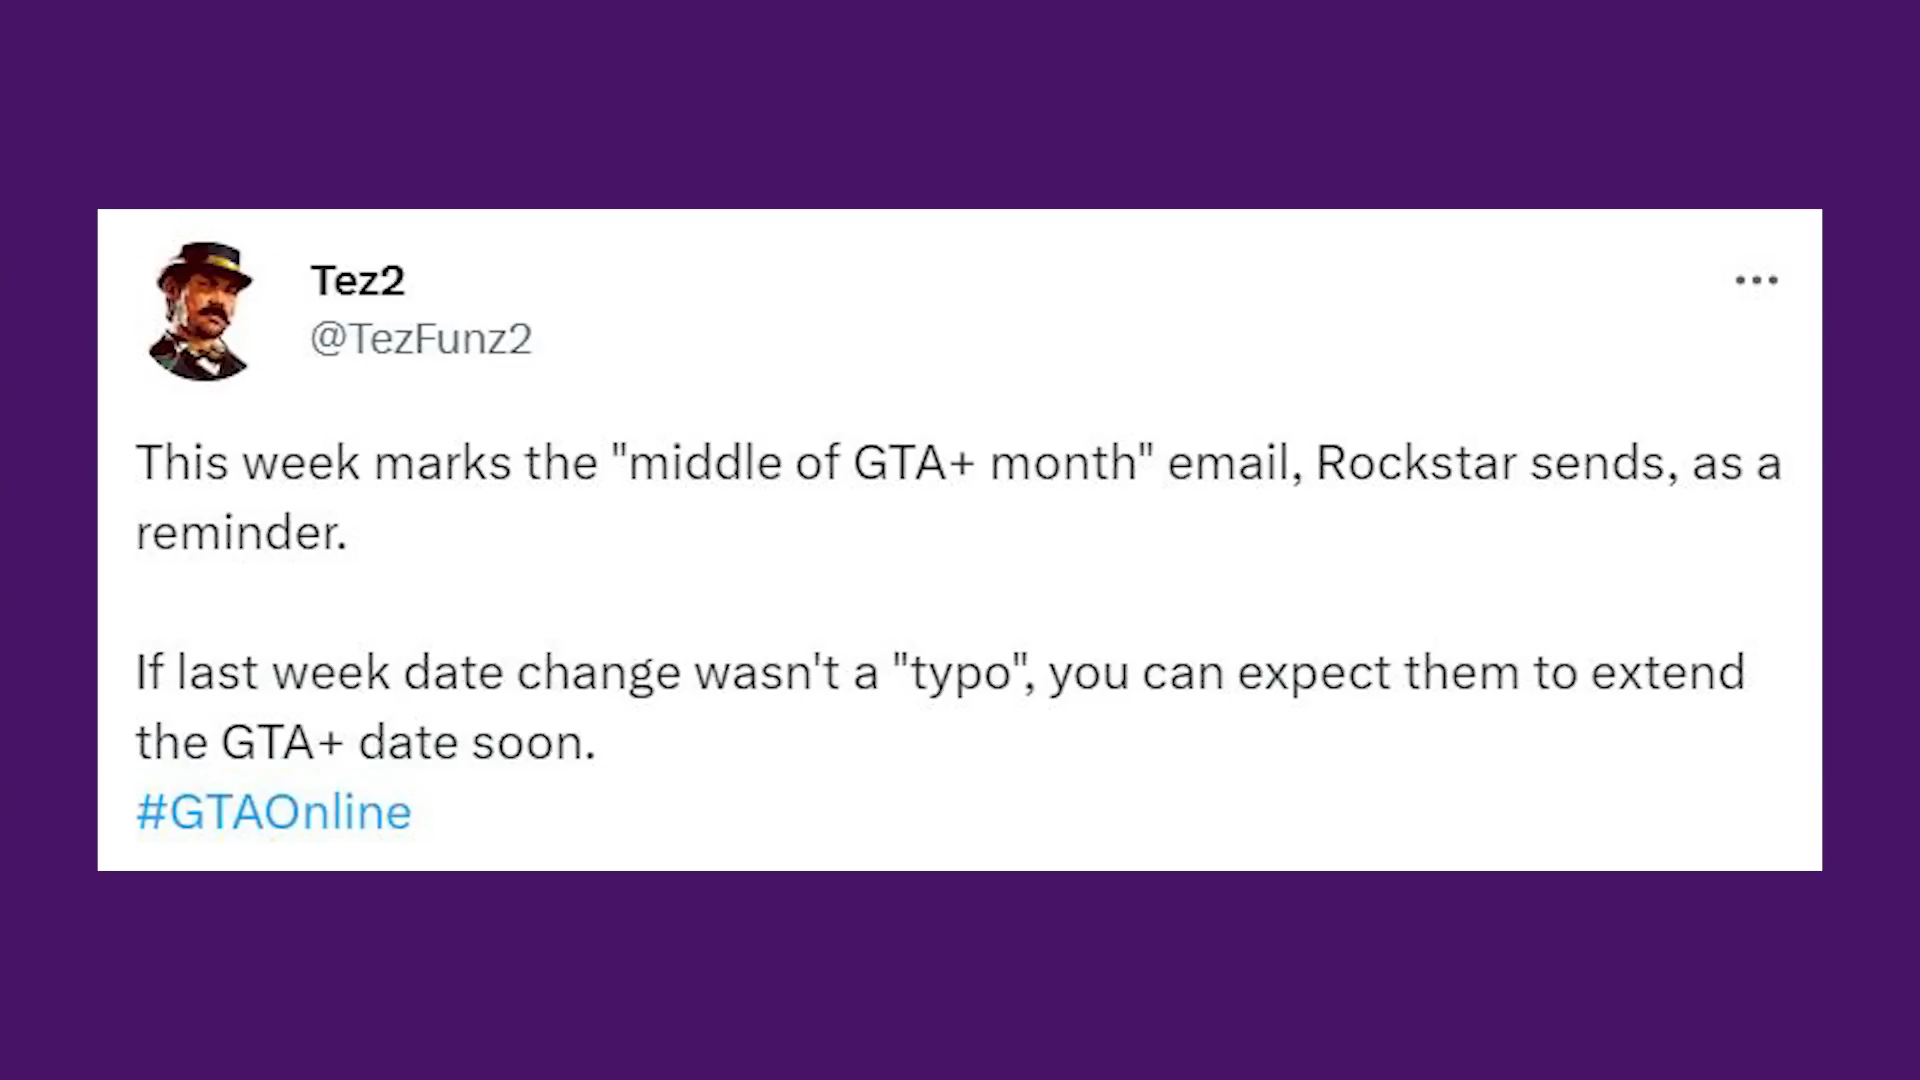 Tez2
@TezFunz2
This week marks the "middle of GTA+ month" email, Rockstar sends, as a
reminder.
If last week date change wasn't a "typo", you can expect them to extend
the GTA+ date soon.
#GTAOnline